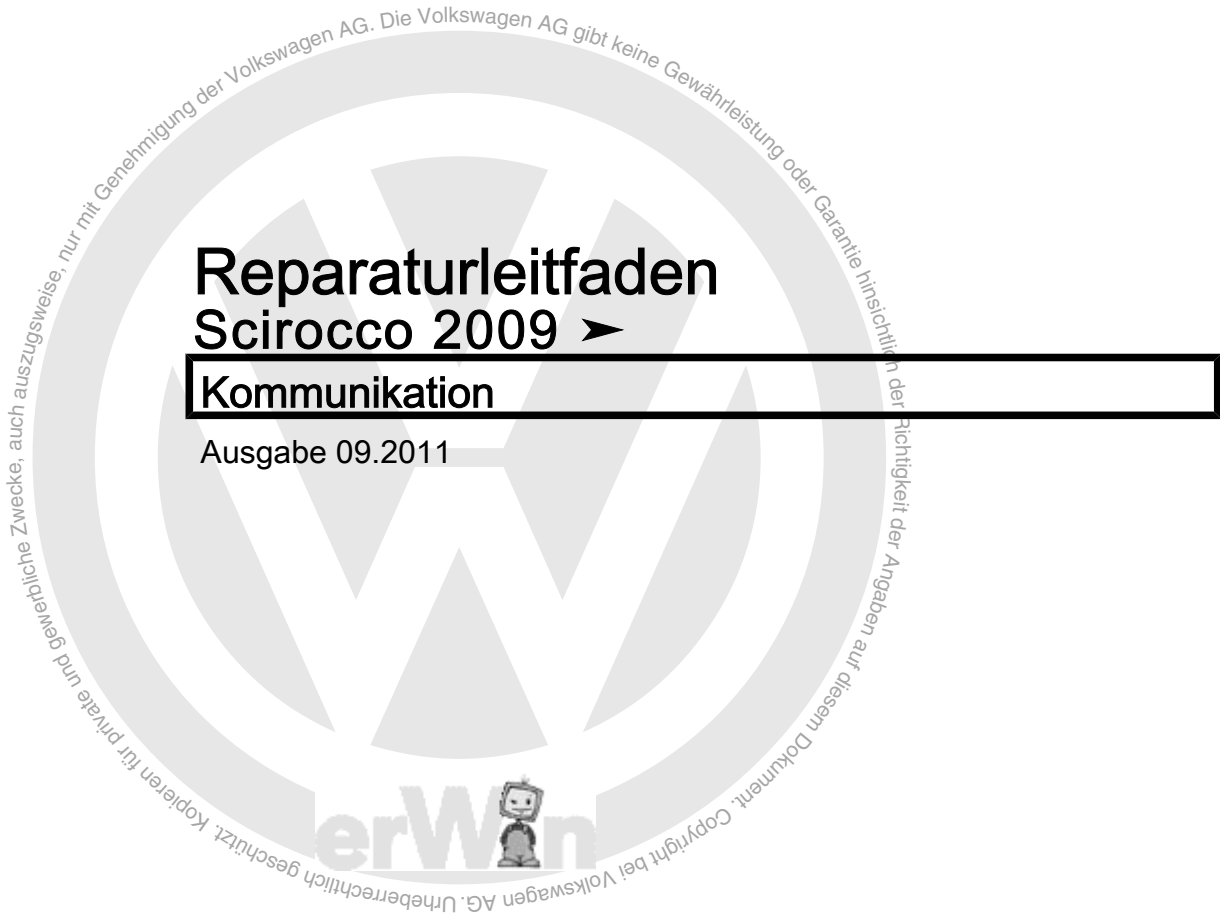 Reparaturleitfaden
Scirocco 2009 ➤
Kommunikation
Ausgabe 09.2011
erWin
Urheberrechtlich geschützt. Kopieren für private und gewerbliche Zwecke, auch auszugsweise, nur mit Genehmigung der Volkswagen AG. Die Volkswagen AG gibt keine Gewährleistung oder Garantie hinsichtlich der Richtigkeit der Angaben auf diesem Dokument. Copyright bei Volkswagen AG.